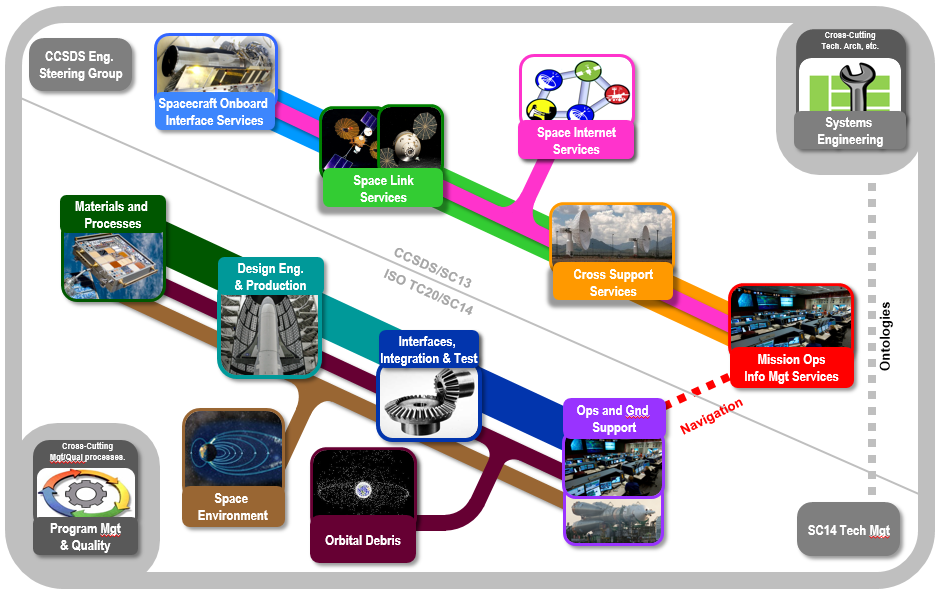 CCSDS Eng.
Steering Group
Spacecraft Onboard
Interface Services
Space Link
Services
Space Internet
Services
Cross-Cutting
Tech. Arch, etc.
Systems
Engineering
Materials and
Processes
Design Eng.
& Production
CCSDS/SC13
ISO TC20/SC14
Cross Support
Services
Interfaces,
Integration & Test
Mission Ops
Info Mgt Services
Ontologies
Navigation
Ops and Gnd
Support
Cross-Cutting
Mgt/Qual processes.
Program Mgt
& Quality
Space
Environment
Orbital Debris
SC14 Tech Mgt